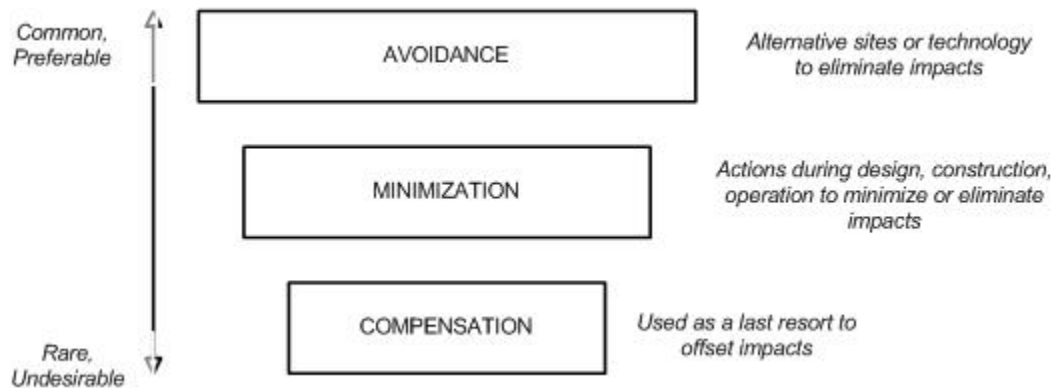 Common,
Preferable
AVOIDANCE
Alternative sites or technology
to eliminate impacts
MINIMIZATION
Actions during design, construction,
operation to minimize or eliminate
impacts
COMPENSATION
Used as a last resort to
offset impacts
Rare,
Undesirable